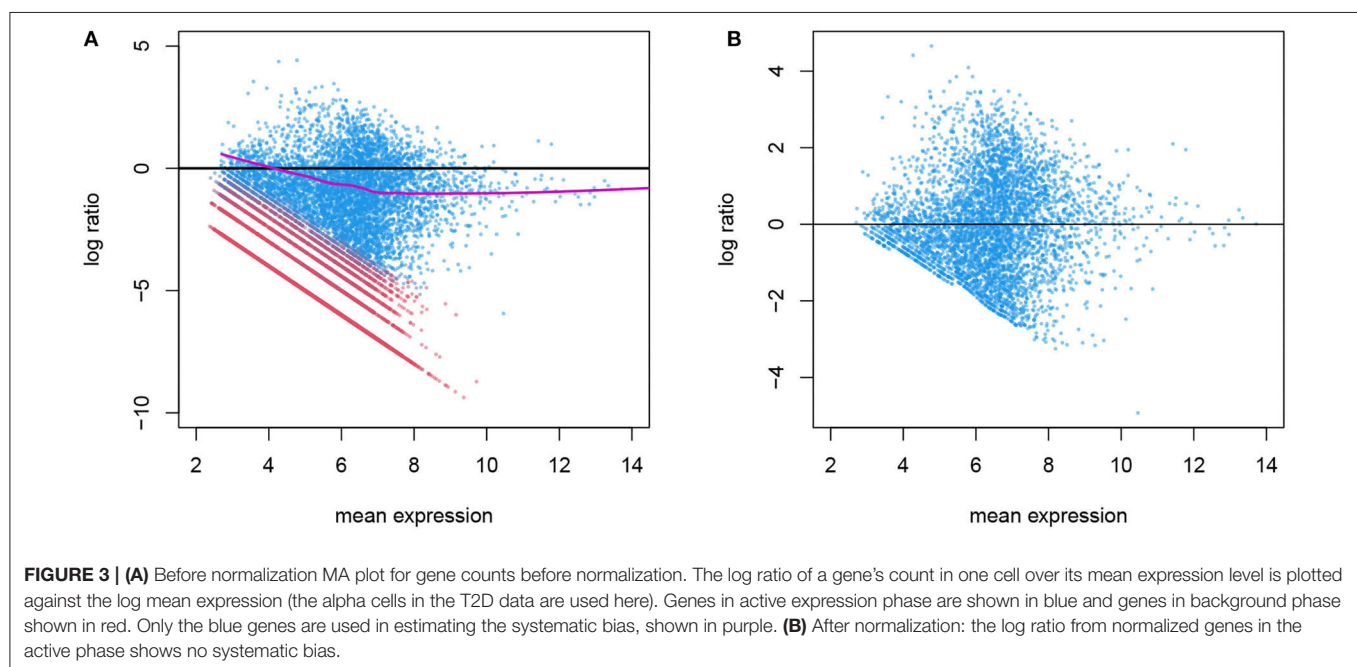 A
5
0
−5
−10
log ratio
2 4 6 8 10 12 14
mean expression
B
4
2
0
−2
−4
log ratio
2 4 6 8 10 12 14
mean expression
FIGURE 3 | (A) Before normalization MA plot for gene counts before normalization. The log ratio of a gene's count in one cell over its mean expression level is plotted
against the log mean expression (the alpha cells in the T2D data are used here). Genes in active expression phase are shown in blue and genes in background phase
shown in red. Only the blue genes are used in estimating the systematic bias, shown in purple. (B) After normalization: the log ratio from normalized genes in the
active phase shows no systematic bias.